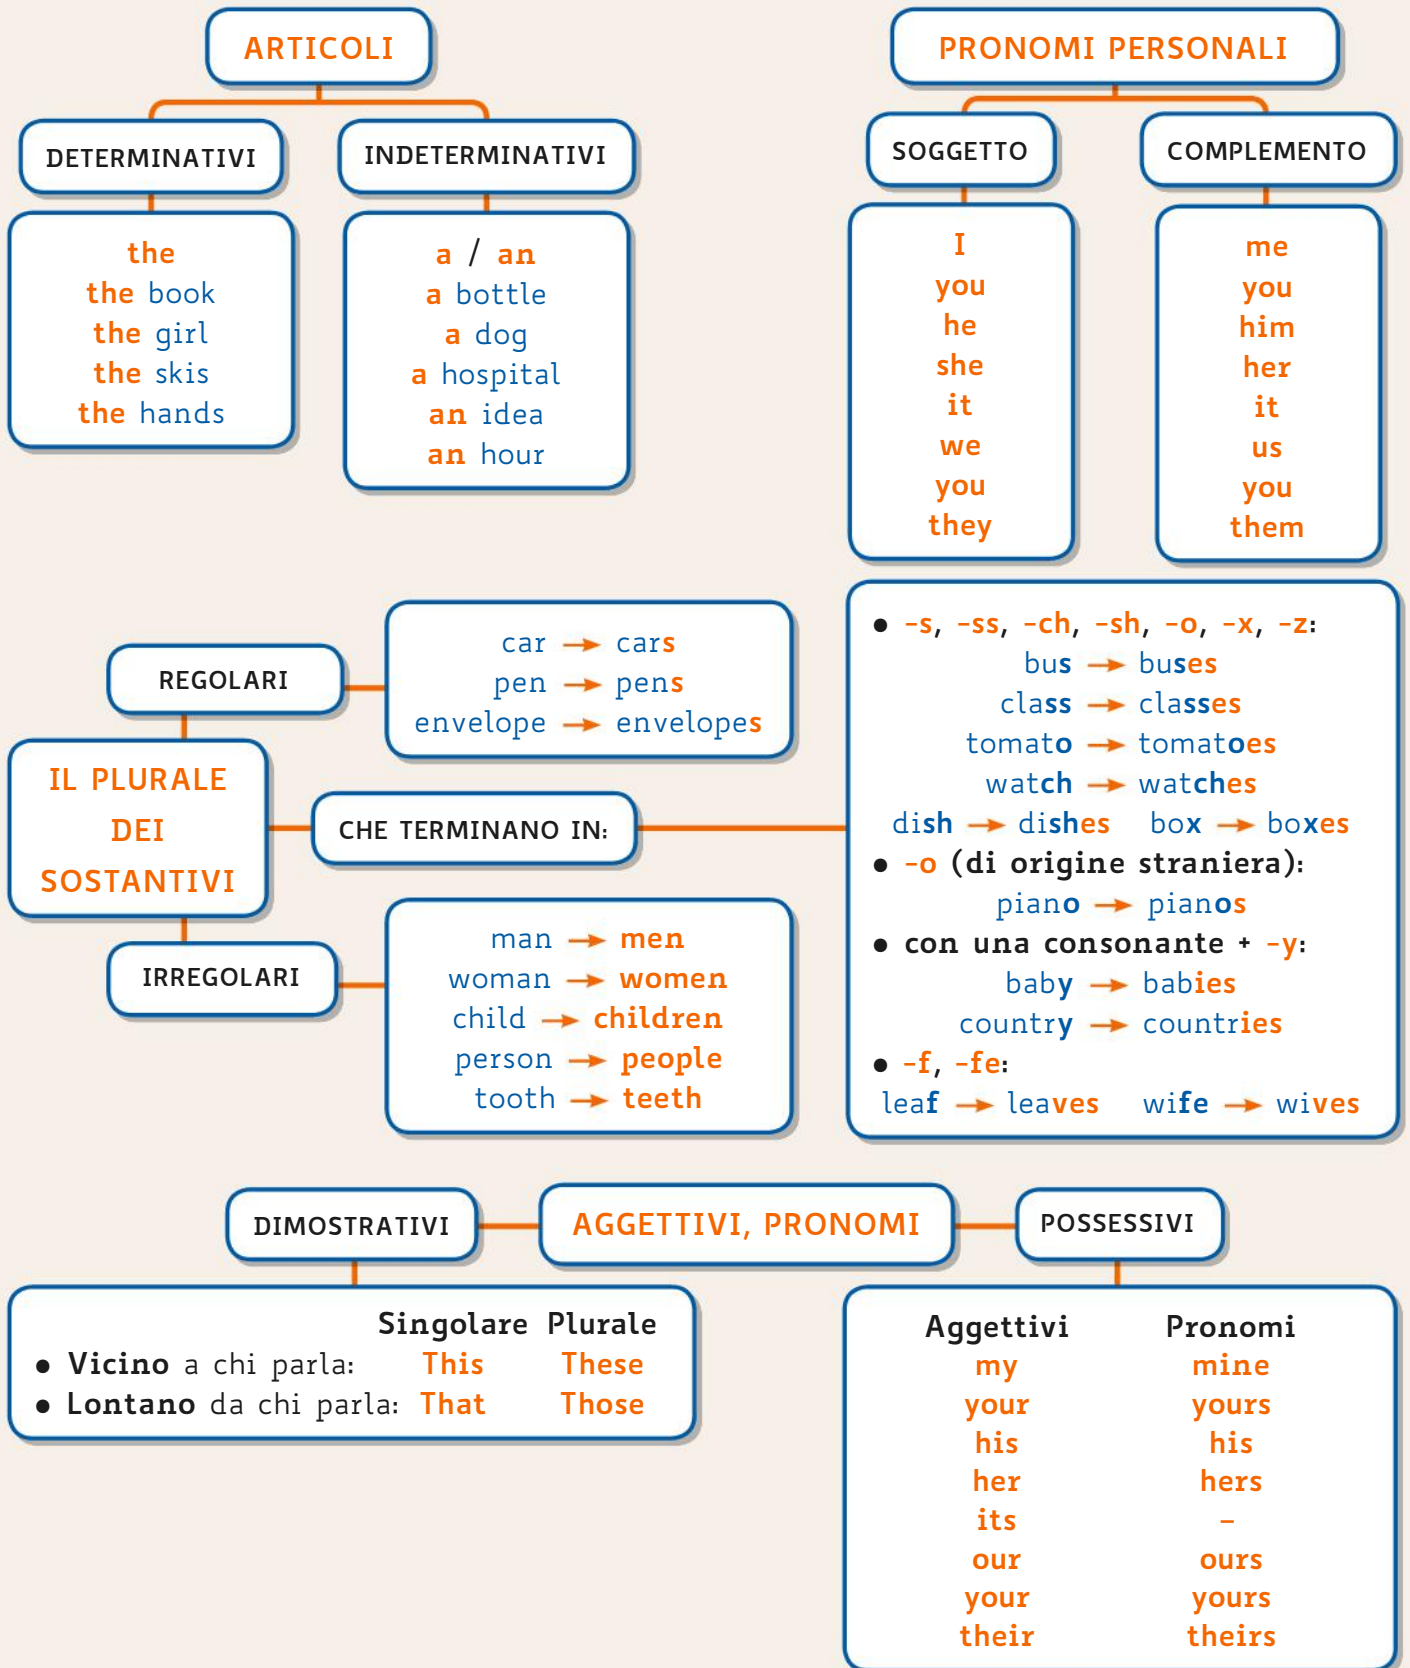 ARTICOLI
DETERMINATIVI
INDETERMINATIVI
the
the book
the girl
the skis
the hands
a / an
a bottle
a dog
a hospital
an idea
an hour
PRONOMI PERSONALI
SOGGETTO
COMPLEMENTO
I
you
he
she
it
we
you
they
me
you
him
her
it
us
you
them
IL PLURALE
DEI
SOSTANTIVI
REGOLARI
car → cars
pen → pens
envelope → envelopes
CHE TERMINANO IN:
• -s, -ss, -ch, -sh, -o, -x, -z:
bus → buses
class → classes
tomato → tomatoes
watch → watches
dish → dishes box → boxes
• -o (di origine straniera):
piano → pianos
• con una consonante + -y:
baby → babies
country → countries
• -f, -fe:
leaf → leaves wife → wives
IRREGOLARI
man → men
woman → women
child → children
person → people
tooth → teeth
AGGETTIVI, PRONOMI
DIMOSTRATIVI
Singolare Plurale
• Vicino a chi parla: This These
• Lontano da chi parla: That Those
POSSESSIVI
Aggettivi Pronomi
my mine
your yours
his his
her hers
its –
our ours
your yours
their theirs